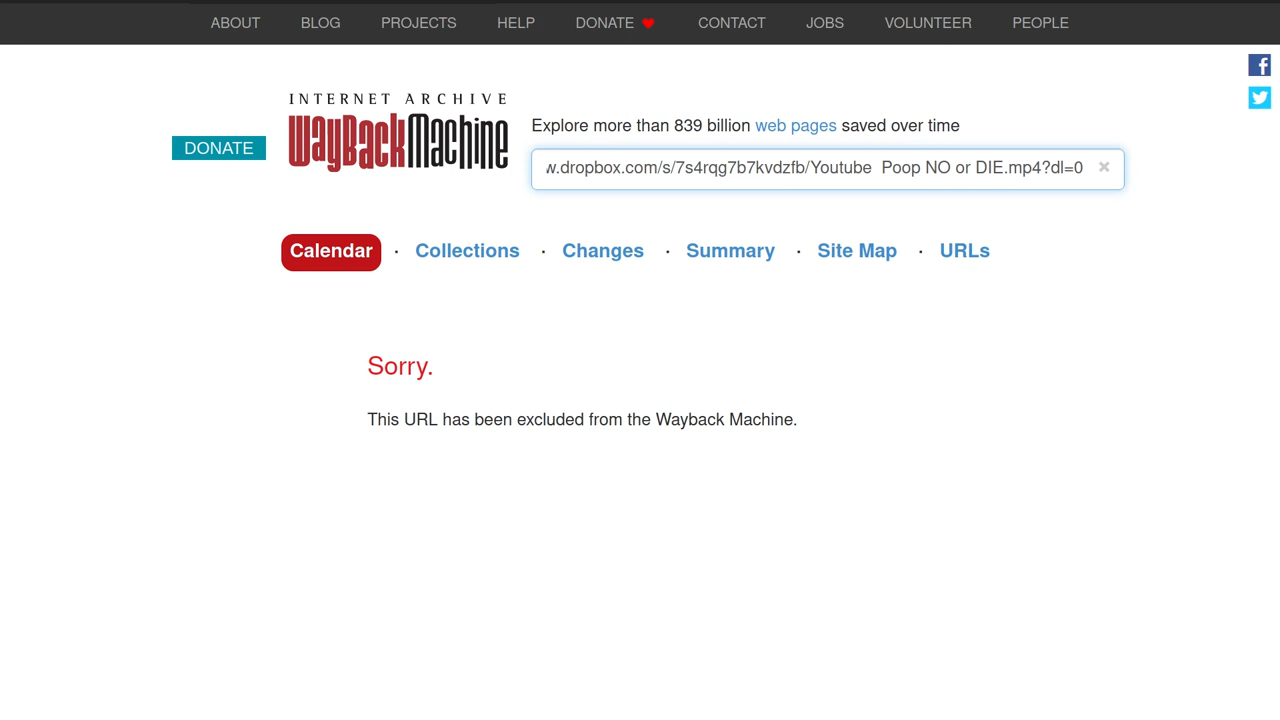 ABOUT BLOG PROJECTS HELP DONATE CONTACT JOBS VOLUNTEER PEOPLE
INTERNET ARCHIVE
WayBackMachine
DONATE
Explore more than 839 billion web pages saved over time
w.dropbox.com/s/7s4rqg7b7kvdzfb/Youtube  Poop NO or DIE.mp4?dl=0
Calendar · Collections · Changes · Summary · Site Map · URLs
Sorry.
This URL has been excluded from the Wayback Machine.